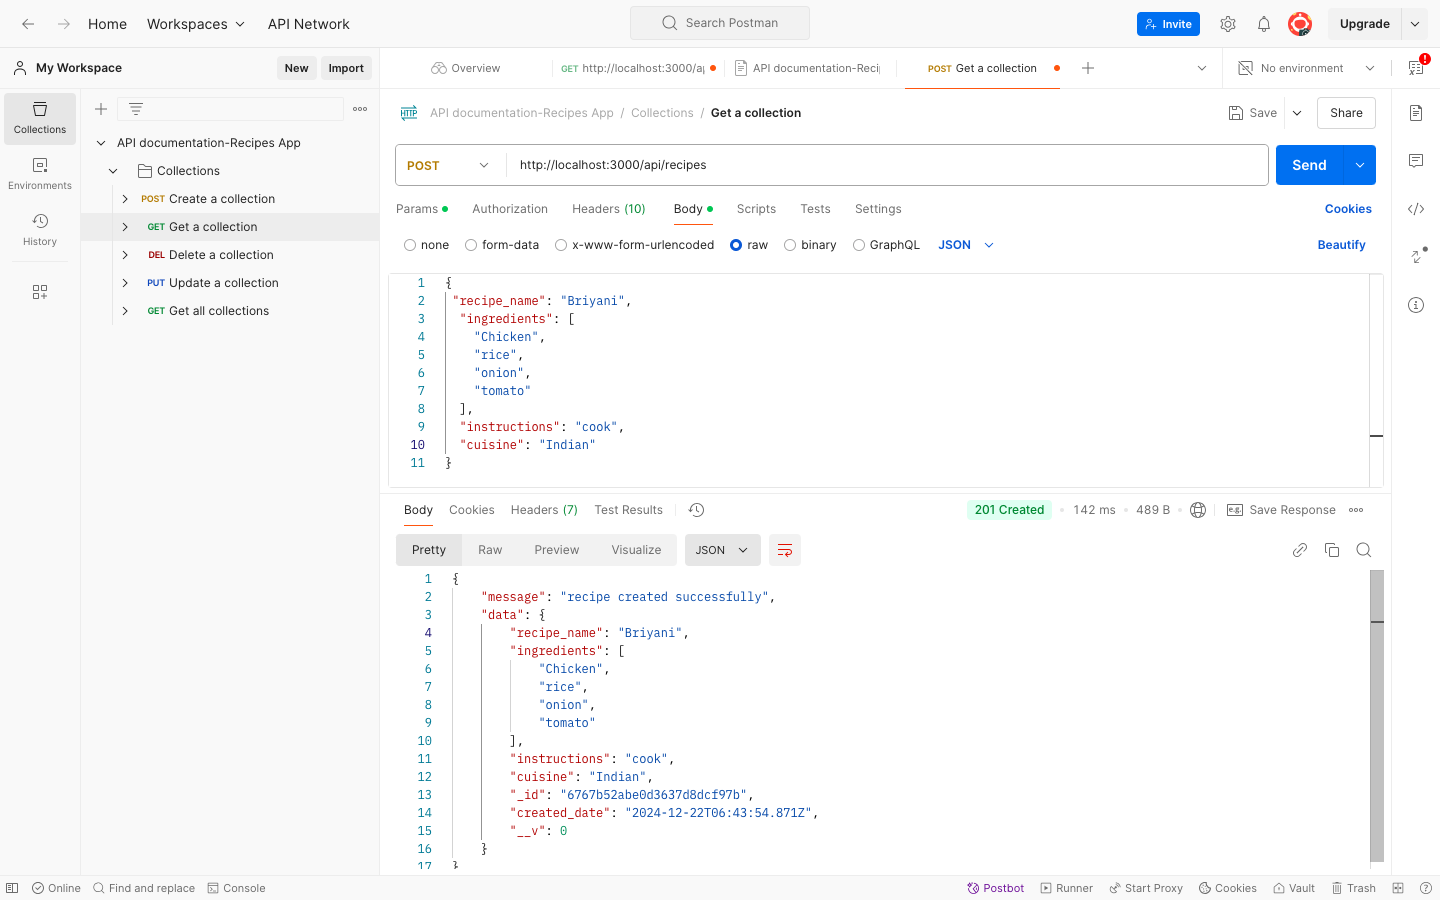 Home Workspaces API Network Search Postman Invite Upgrade
My Workspace New Import Overview GET http://localhost:3000/a POST Get a collection No environment
API documentation-Recipes App / Collections / Get a collection Save Share
Collections
Environments
History
API documentation-Recipes App
Collections
POST Create a collection
GET Get a collection
DEL Delete a collection
PUT Update a collection
GET Get all collections
POST http://localhost:3000/api/recipes Send
Params Authorization Headers (10) Body Scripts Tests Settings Cookies
none form-data x-www-form-urlencoded raw binary GraphQL JSON Beautify
1 {
2 "recipe_name": "Briyani",
3 "ingredients": [
4 "Chicken",
5 "rice",
6 "onion",
7 "tomato"
8 ],
9 "instructions": "cook",
10 "cuisine": "Indian"
11 }
Body Cookies Headers (7) Test Results 201 Created 142 ms 489 B e.g. Save Response
Pretty Raw Preview Visualize JSON
1 {
2 "message": "recipe created successfully",
3 "data": {
4 "recipe_name": "Briyani",
5 "ingredients": [
6 "Chicken",
7 "rice",
8 "onion",
9 "tomato"
10 ],
11 "instructions": "cook",
12 "cuisine": "Indian",
13 "_id": "6767b52abe0d3637d8dcf97b",
14 "created_date": "2024-12-22T06:43:54.871Z",
15 "__v": 0
16 }
17 }
Online Find and replace Console Postbot Runner Start Proxy Cookies Vault Trash